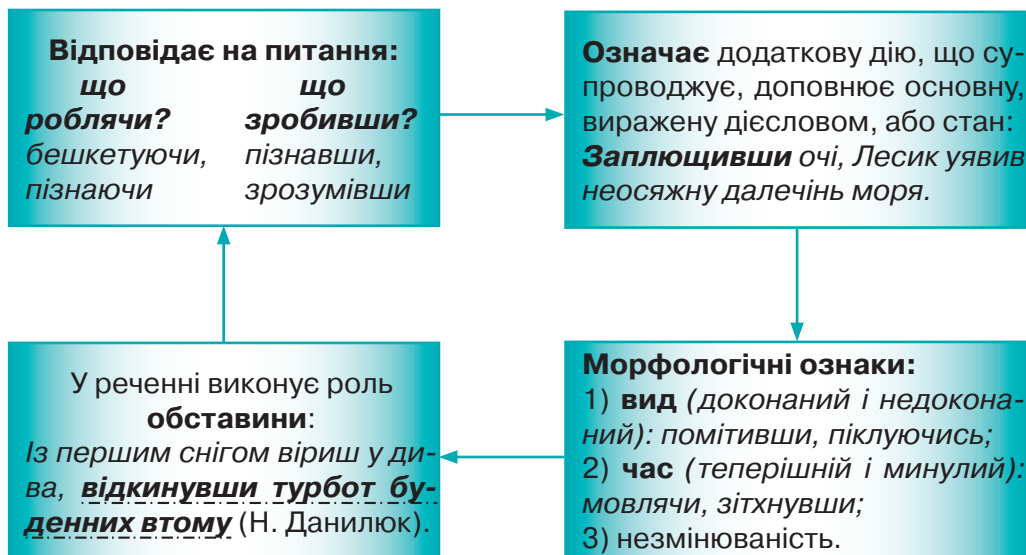 Відповідає на питання:
що що
роблячи? зробивши?
бешкетуючи, пізнавши,
пізнаючи зрозумівши
Означає додаткову дію, що су-
проводжує, доповнює основну,
виражену дієсловом, або стан:
Заплющивши очі, Лесик уявив
неосяжну далечінь моря.
Морфологічні ознаки:
1) вид (доконаний і недокона-
ний): помітивши, піклуючись;
2) час (теперішній і минулий):
мовлячи, зітхнувши;
3) незмінюваність.
У реченні виконує роль
обставини:
Із першим снігом віриш у ди-
ва, відкинувши турбот бу-
денних втому (Н. Данилюк).